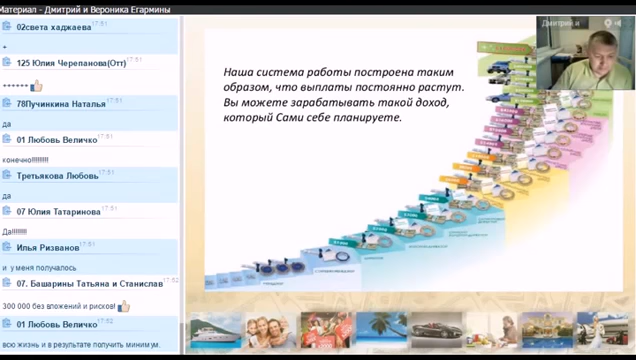 Материал - Дмитрий и Вероника Егармины
02света хаджаева 17:51
+
125 Юлия Черепанова(Отт) 17:51
******
78Пучинкина Наталья 17:51
да
01 Любовь Величко 17:51
конечно!!!!!!!!!
Третьякова Любовь 17:51
да
07 Юлия Татаринова 17:51
Да!!!!!!!!
Илья Ризванов 17:51
и у меня получалось
07. Башарины Татьяна и Станислав 17:52
300 000 без вложений и рисков!
01 Любовь Величко 17:52
всю жизнь и в результате получить минимум.
Наша система работы построена таким
образом, что выплаты постоянно растут.
Вы можете зарабатывать такой доход,
который Сами себе планируете.
Дмитрий и